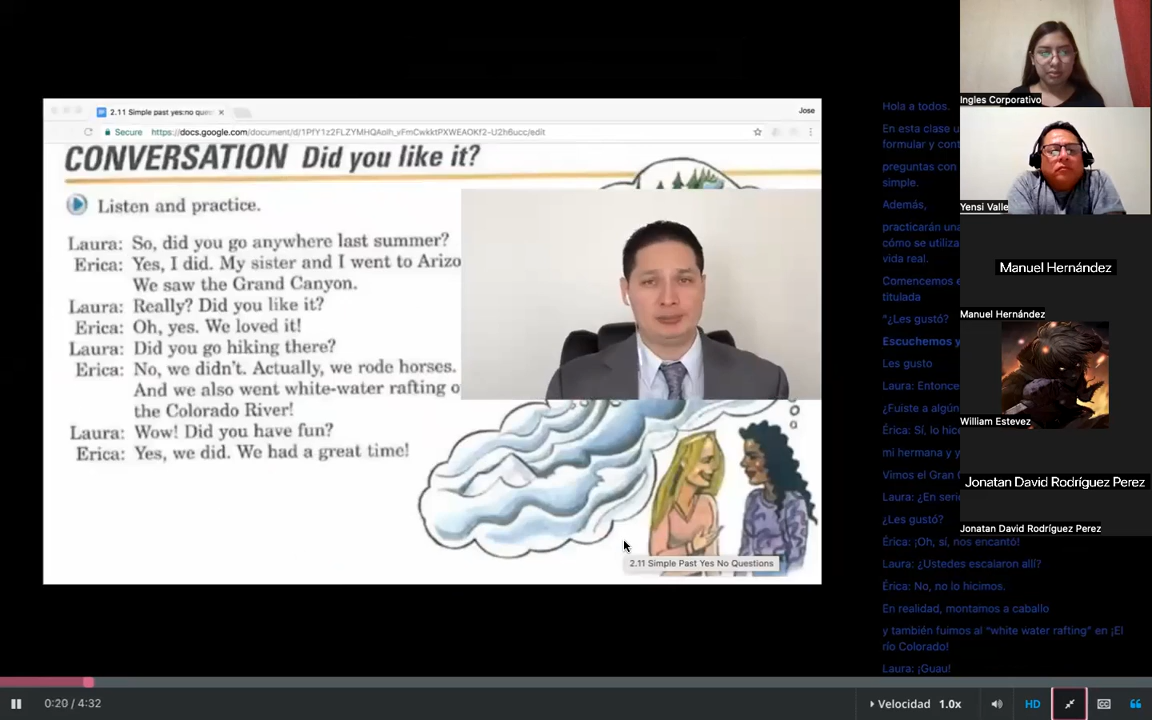 2.11 Simple past yes:no ques
Jose
Secure
CONVERSATION Did you like it?
Listen and practice.
Laura: So, did you go anywhere last summer?
Erica: Yes, I did. My sister and I went to Arizo
We saw the Grand Canyon.
Laura: Really? Did you like it?
Erica: Oh, yes. We loved it!
Laura: Did you go hiking there?
Erica: No, we didn't. Actually, we rode horses.
And we also went white-water rafting o
the Colorado River!
Laura: Wow! Did you have fun?
Erica: Yes, we did. We had a great time!
2.11 Simple Past Yes No Questions
Hola a todos.
En esta clase
formular y con
preguntas con
simple.
Además,
practicarán una
cómo se utiliza
vida real.
Comencemos
titulada
"¿Les gustó?
Escuchemos y
Les gusto
Laura: Entonce
¿Fuiste a algún
Érica: Sí, lo hic
mi hermana y y
Vimos el Gran
Laura: ¿En seri
¿Les gustó?
Érica: ¡Oh, sí, nos encantó!
Laura: ¿Ustedes escalaron allí?
Érica: No, no lo hicimos.
En realidad, montamos a caballo
y también fuimos al “white water rafting” en ¡El
río Colorado!
Laura: ¡Guau!
Ingles Corporativo
Yensi Valle
Manuel Hernández
Manuel Hernández
William Estevez
Jonatan David Rodríguez Perez
Jonatan David Rodríguez Perez
0:20 / 4:32
Velocidad 1.0x
HD
CC